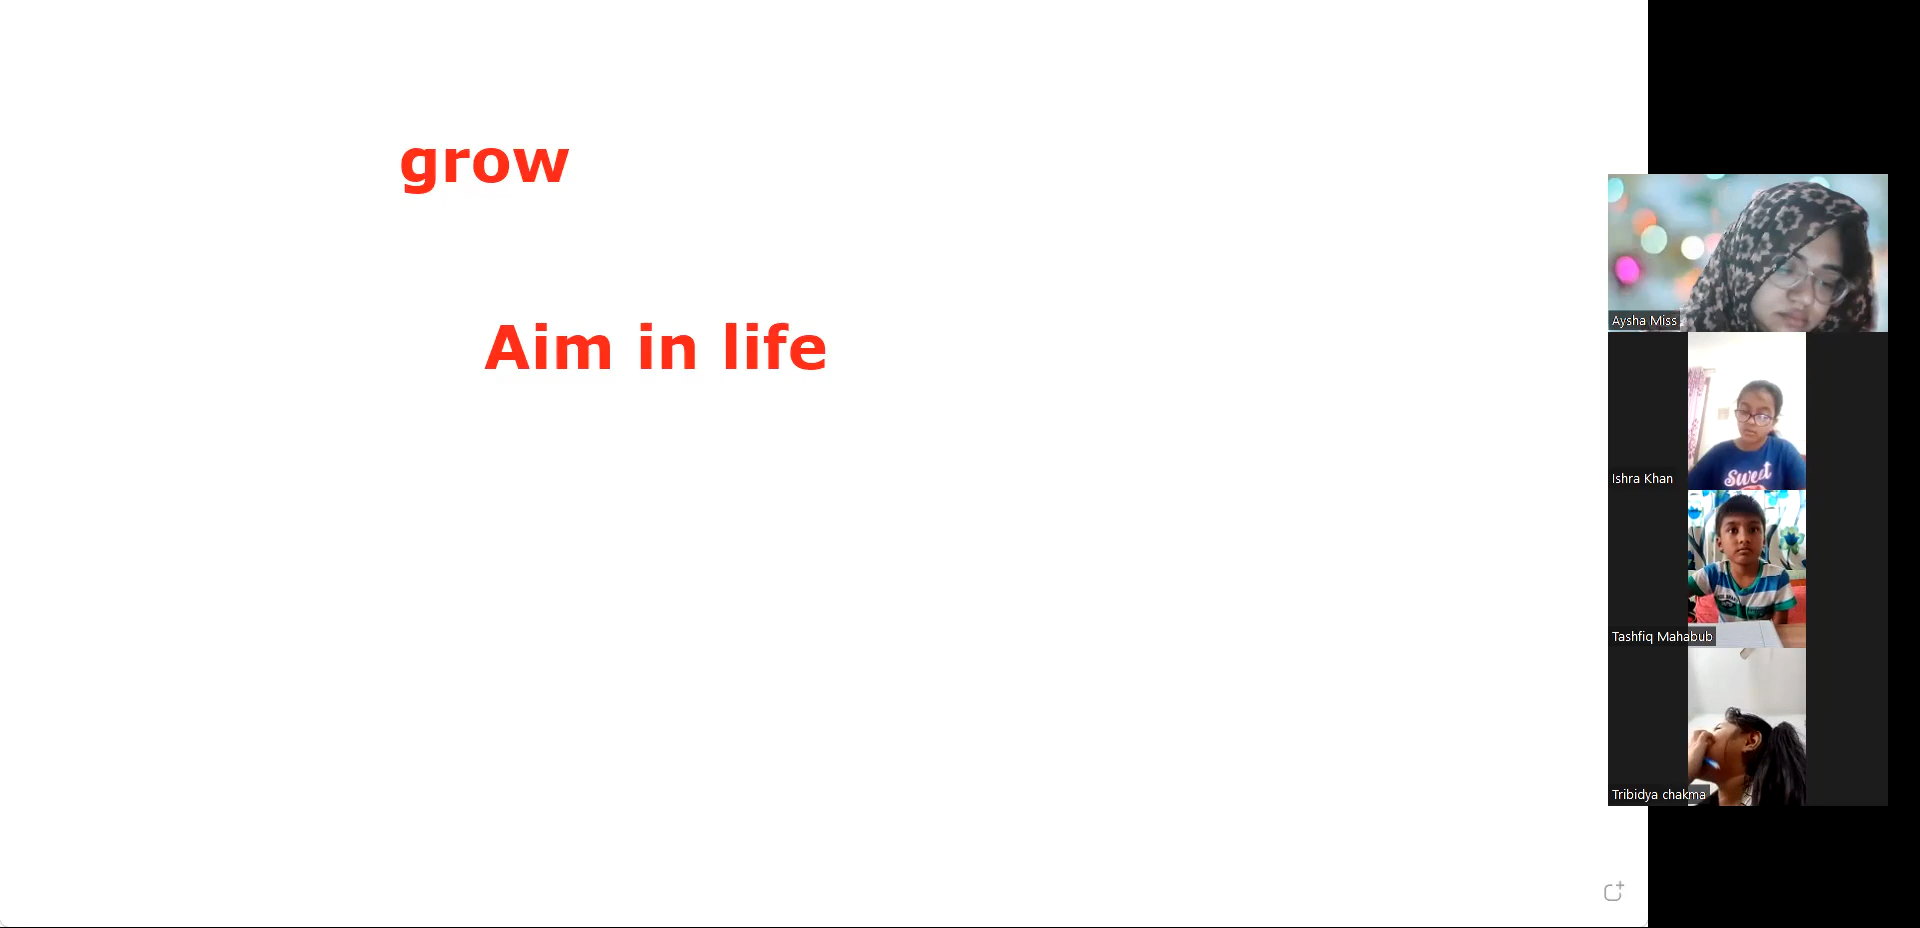 grow
Aim in life
Aysha Miss
Ishra Khan
Sweet
Tashfiq Mahabub
Tribidya chakma